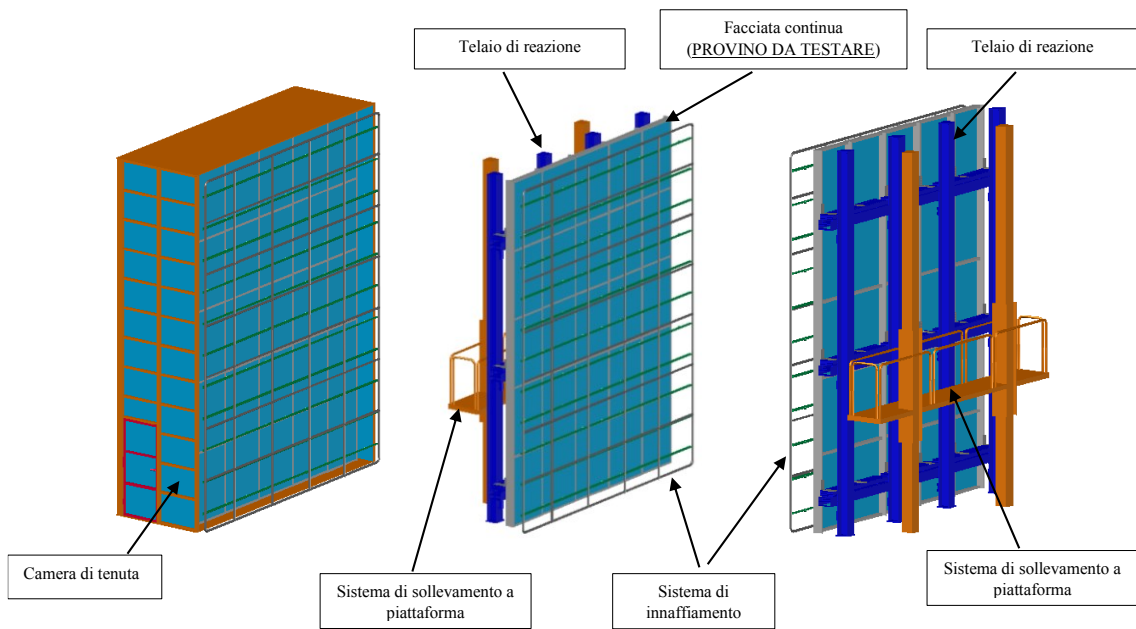 Telaio di reazione
Facciata continua
(PROVINO DA TESTARE)
Telaio di reazione
Camera di tenuta
Sistema di sollevamento a
piattaforma
Sistema di
innaffiamento
Sistema di sollevamento a
piattaforma